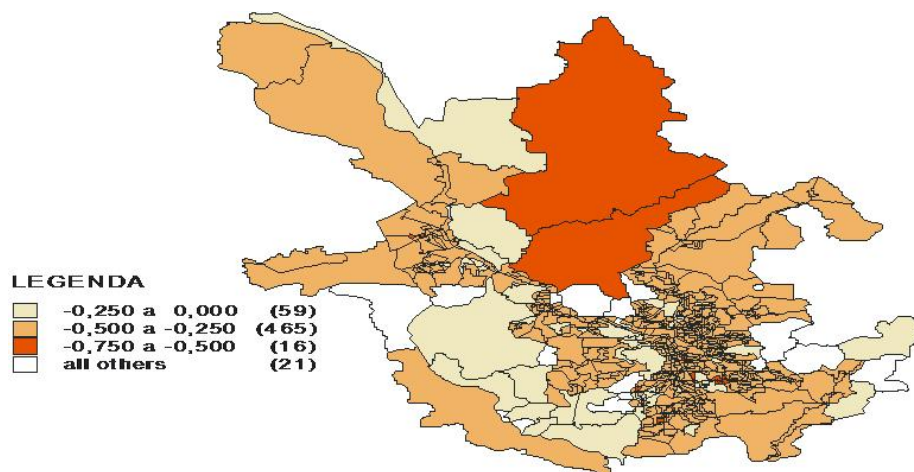 LEGENDA
-0,250 a 0,000 (59)
-0,500 a -0,250 (465)
-0,750 a -0,500 (16)
all others (21)